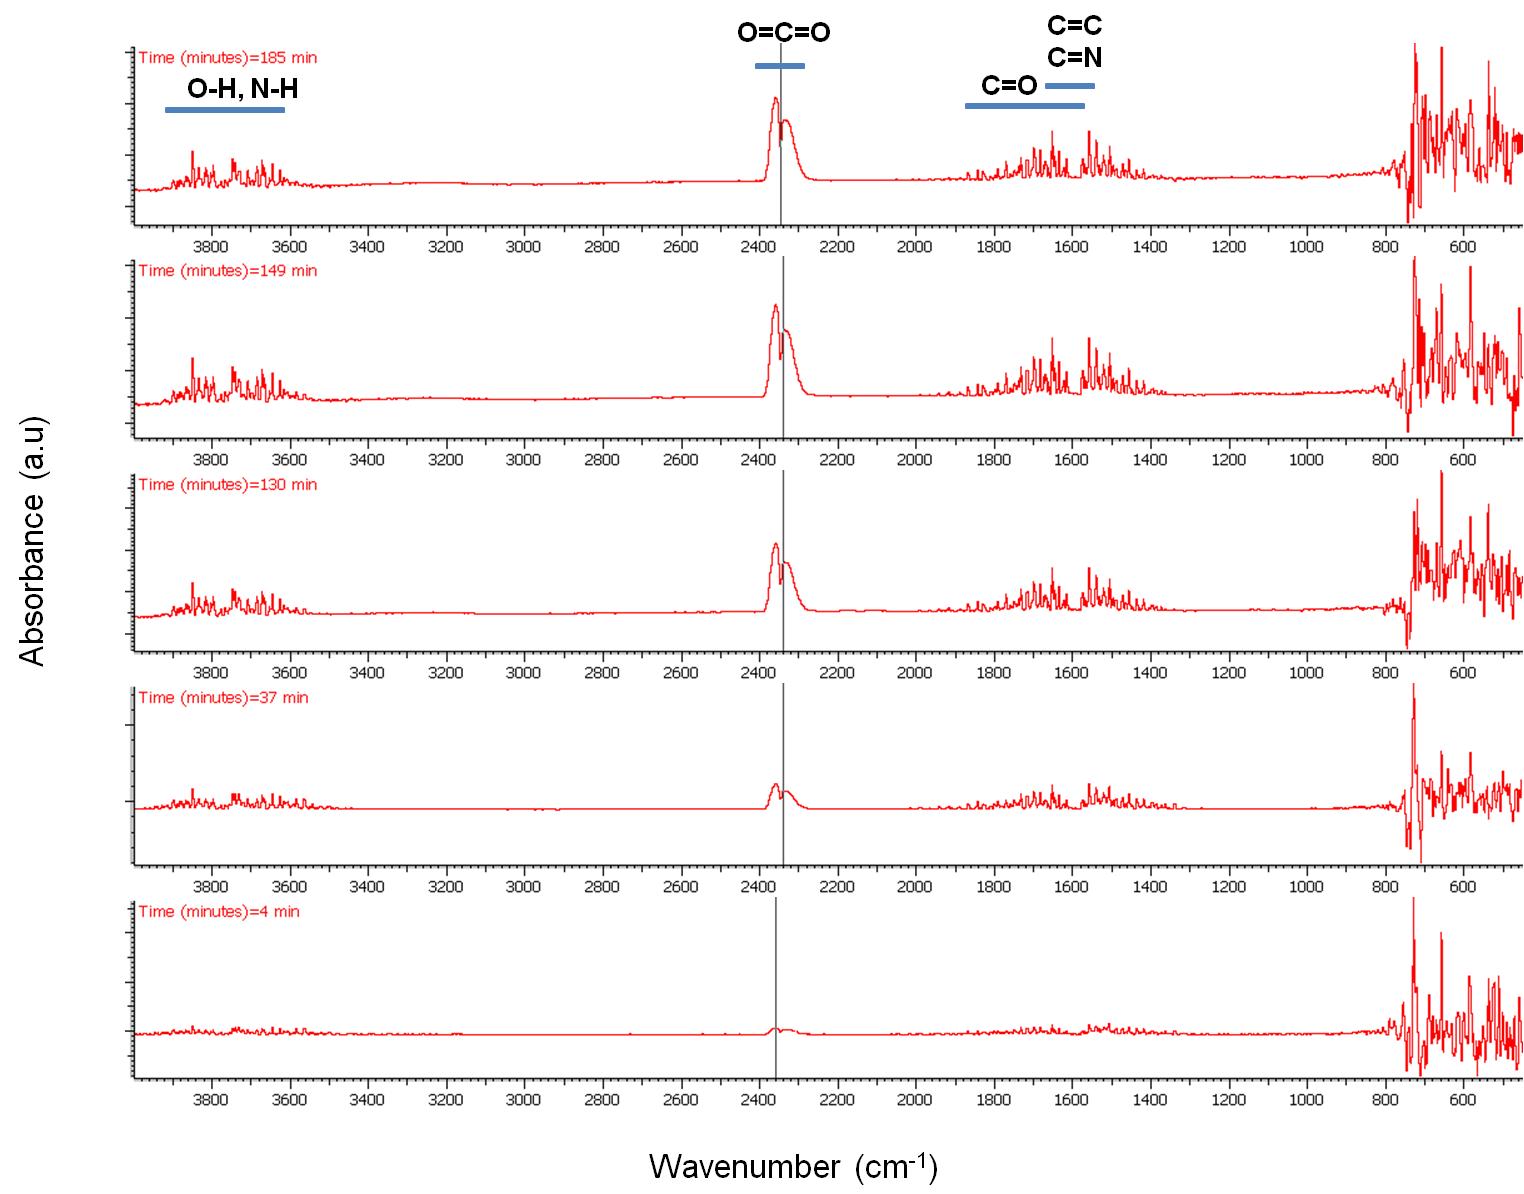 O=C=O
C=C
C=N
C=O
Time (minutes)=185 min
O-H, N-H
3800 3600 3400 3200 3000 2800 2600 2400 2200 2000 1800 1600 1400 1200 1000 800 600
Time (minutes)=149 min
3800 3600 3400 3200 3000 2800 2600 2400 2200 2000 1800 1600 1400 1200 1000 800 600
Time (minutes)=130 min
3800 3600 3400 3200 3000 2800 2600 2400 2200 2000 1800 1600 1400 1200 1000 800 600
Time (minutes)=37 min
3800 3600 3400 3200 3000 2800 2600 2400 2200 2000 1800 1600 1400 1200 1000 800 600
Time (minutes)=4 min
3800 3600 3400 3200 3000 2800 2600 2400 2200 2000 1800 1600 1400 1200 1000 800 600
Absorbance (a.u)
Wavenumber (cm-1)